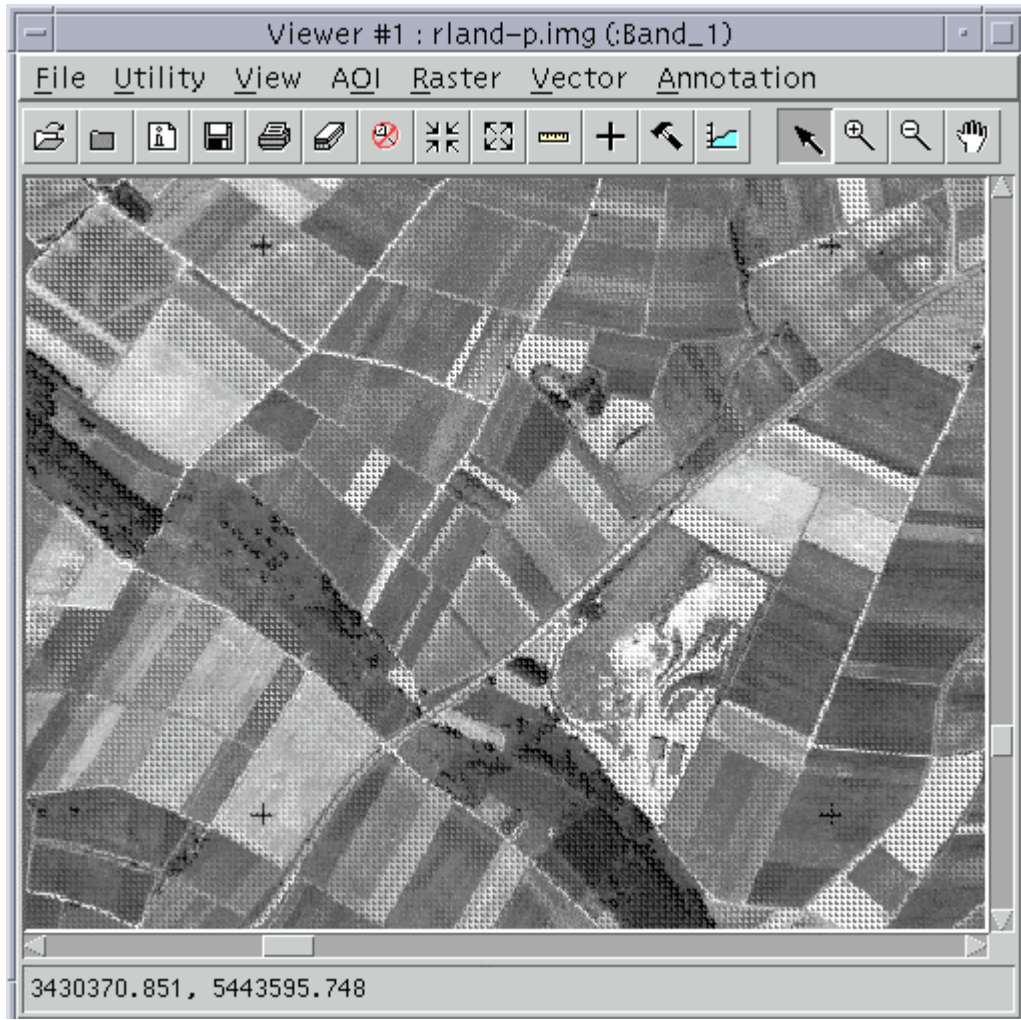 Viewer #1 : rland-p.img (:Band_1)
File Utility View AOI Raster Vector Annotation
3430370.851, 5443595.748